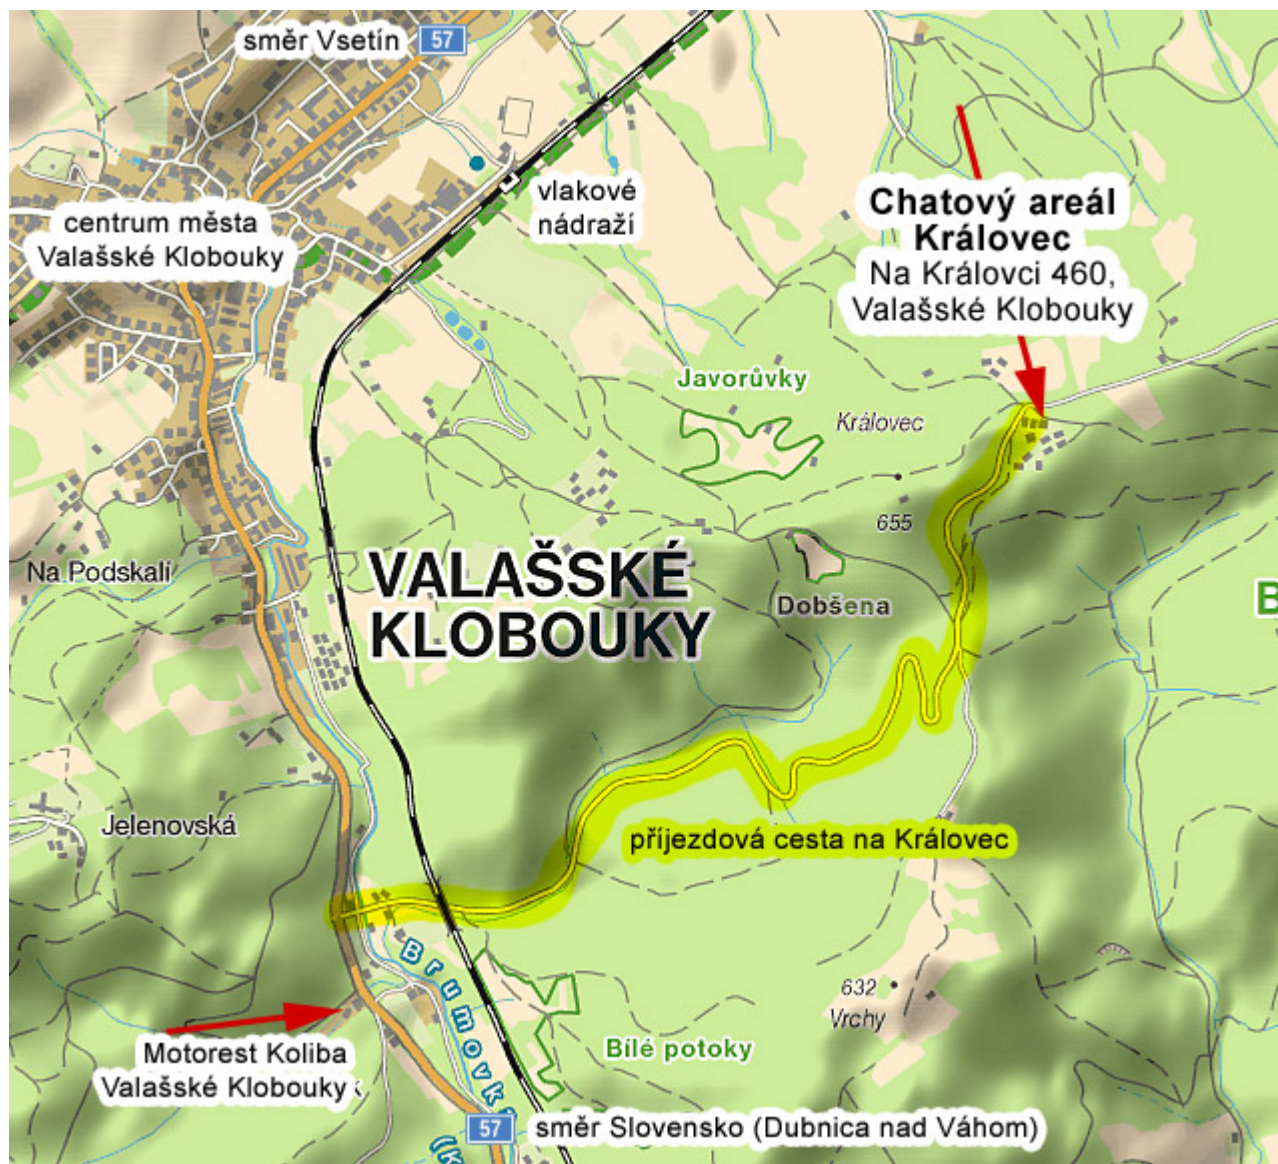 směr Vsetín 57
vlakové
nádraží
centrum města
Valašské Klobouky
Chatový areál
Královec
Na Královci 460,
Valašské Klobouky
Javorůvky
Královec
655
Na Podskalí
VALAŠSKÉ
KLOBOUKY
Dobšena
B
Jelenovská
příjezdová cesta na Královec
632
Vrchy
Motorest Koliba
Valašské Klobouky
Bílé potoky
57 směr Slovensko (Dubnica nad Váhom)